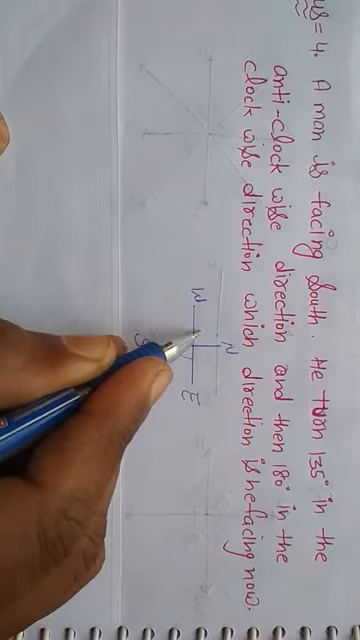 us = 4. A man is facing South. He turn 135° in the
anti-clock wise direction and then 180° in the
clock wise direction which direction is he facing now.
N
W
E
S